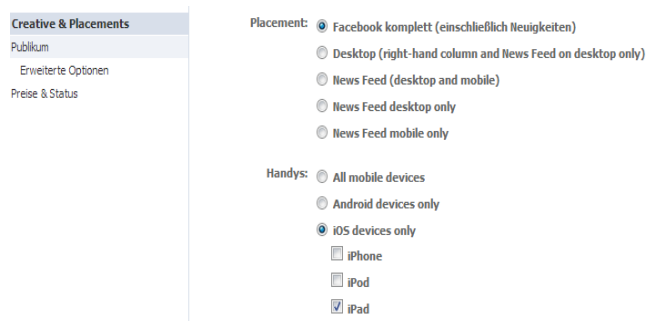 Creative & Placements
Publikum
Erweiterte Optionen
Preise & Status
Placement: Facebook komplett (einschließlich Neuigkeiten)
Desktop (right-hand column and News Feed on desktop only)
News Feed (desktop and mobile)
News Feed desktop only
News Feed mobile only
Handys: All mobile devices
Android devices only
iOS devices only
iPhone
iPod
iPad